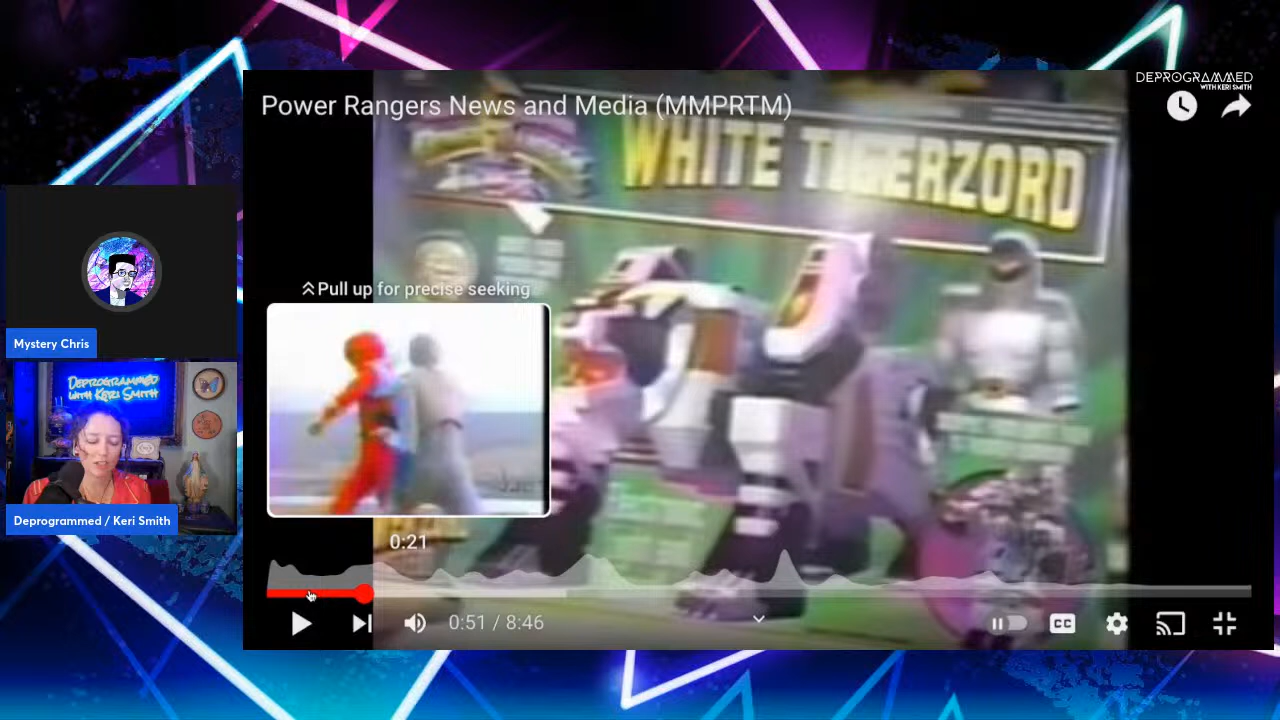 DEPROGRAMMED
WITH KERI SMITH
Power Rangers News and Media (MMPRTM)
WHITE TIGERZORD
Pull up for precise seeking
Mystery Chris
DEPROGRAMMED
WITH KERI SMITH
Deprogrammed / Keri Smith
0:21
0:51 / 8:46
CC